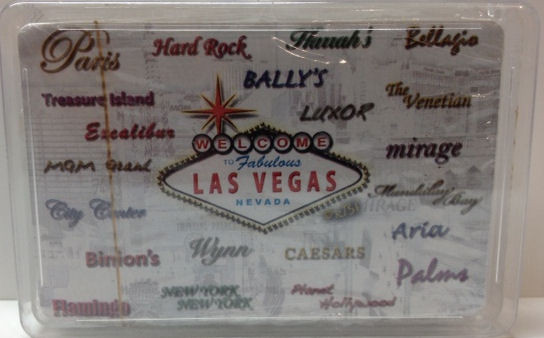 Paris
Hard Rock
Harrah's
Bellagio
BALLY'S
Treasure Island
LUXOR
The
Venetian
Excalibur
WELCOME
mirage
MGM Grand
TO Fabulous
LAS VEGAS
NEVADA
Mandalay Bay
City Center
MIRAGE
Aria
Binion's
Wynn
CAESARS
Palms
Flamingo
NEW YORK
NEW YORK
Planet
Hollywood